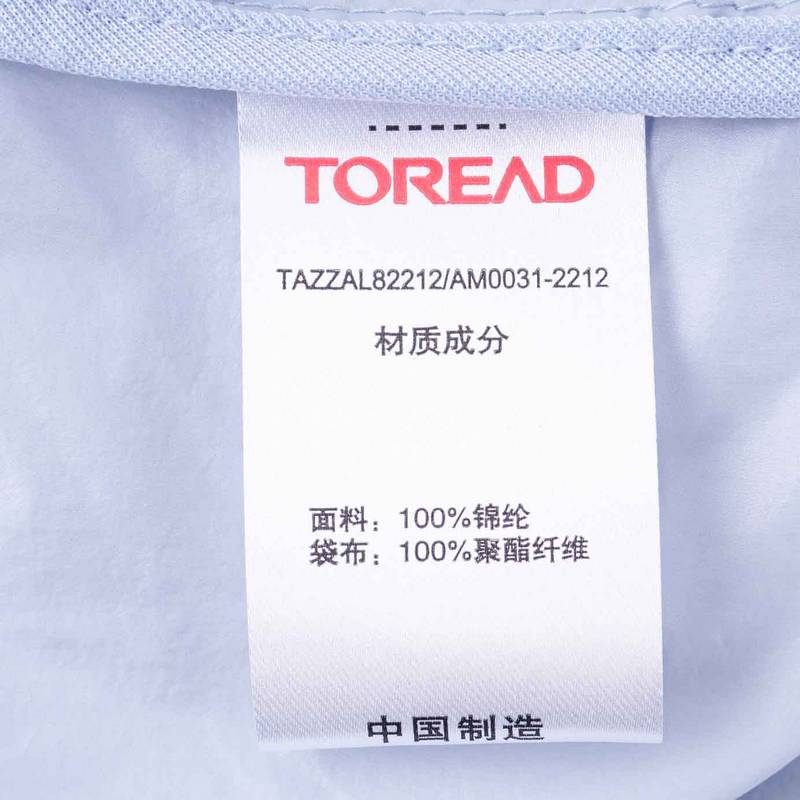 TOREAD
TAZZAL82212/AM0031-2212
材质成分
面料：100%锦纶
袋布：100%聚酯纤维
中国制造